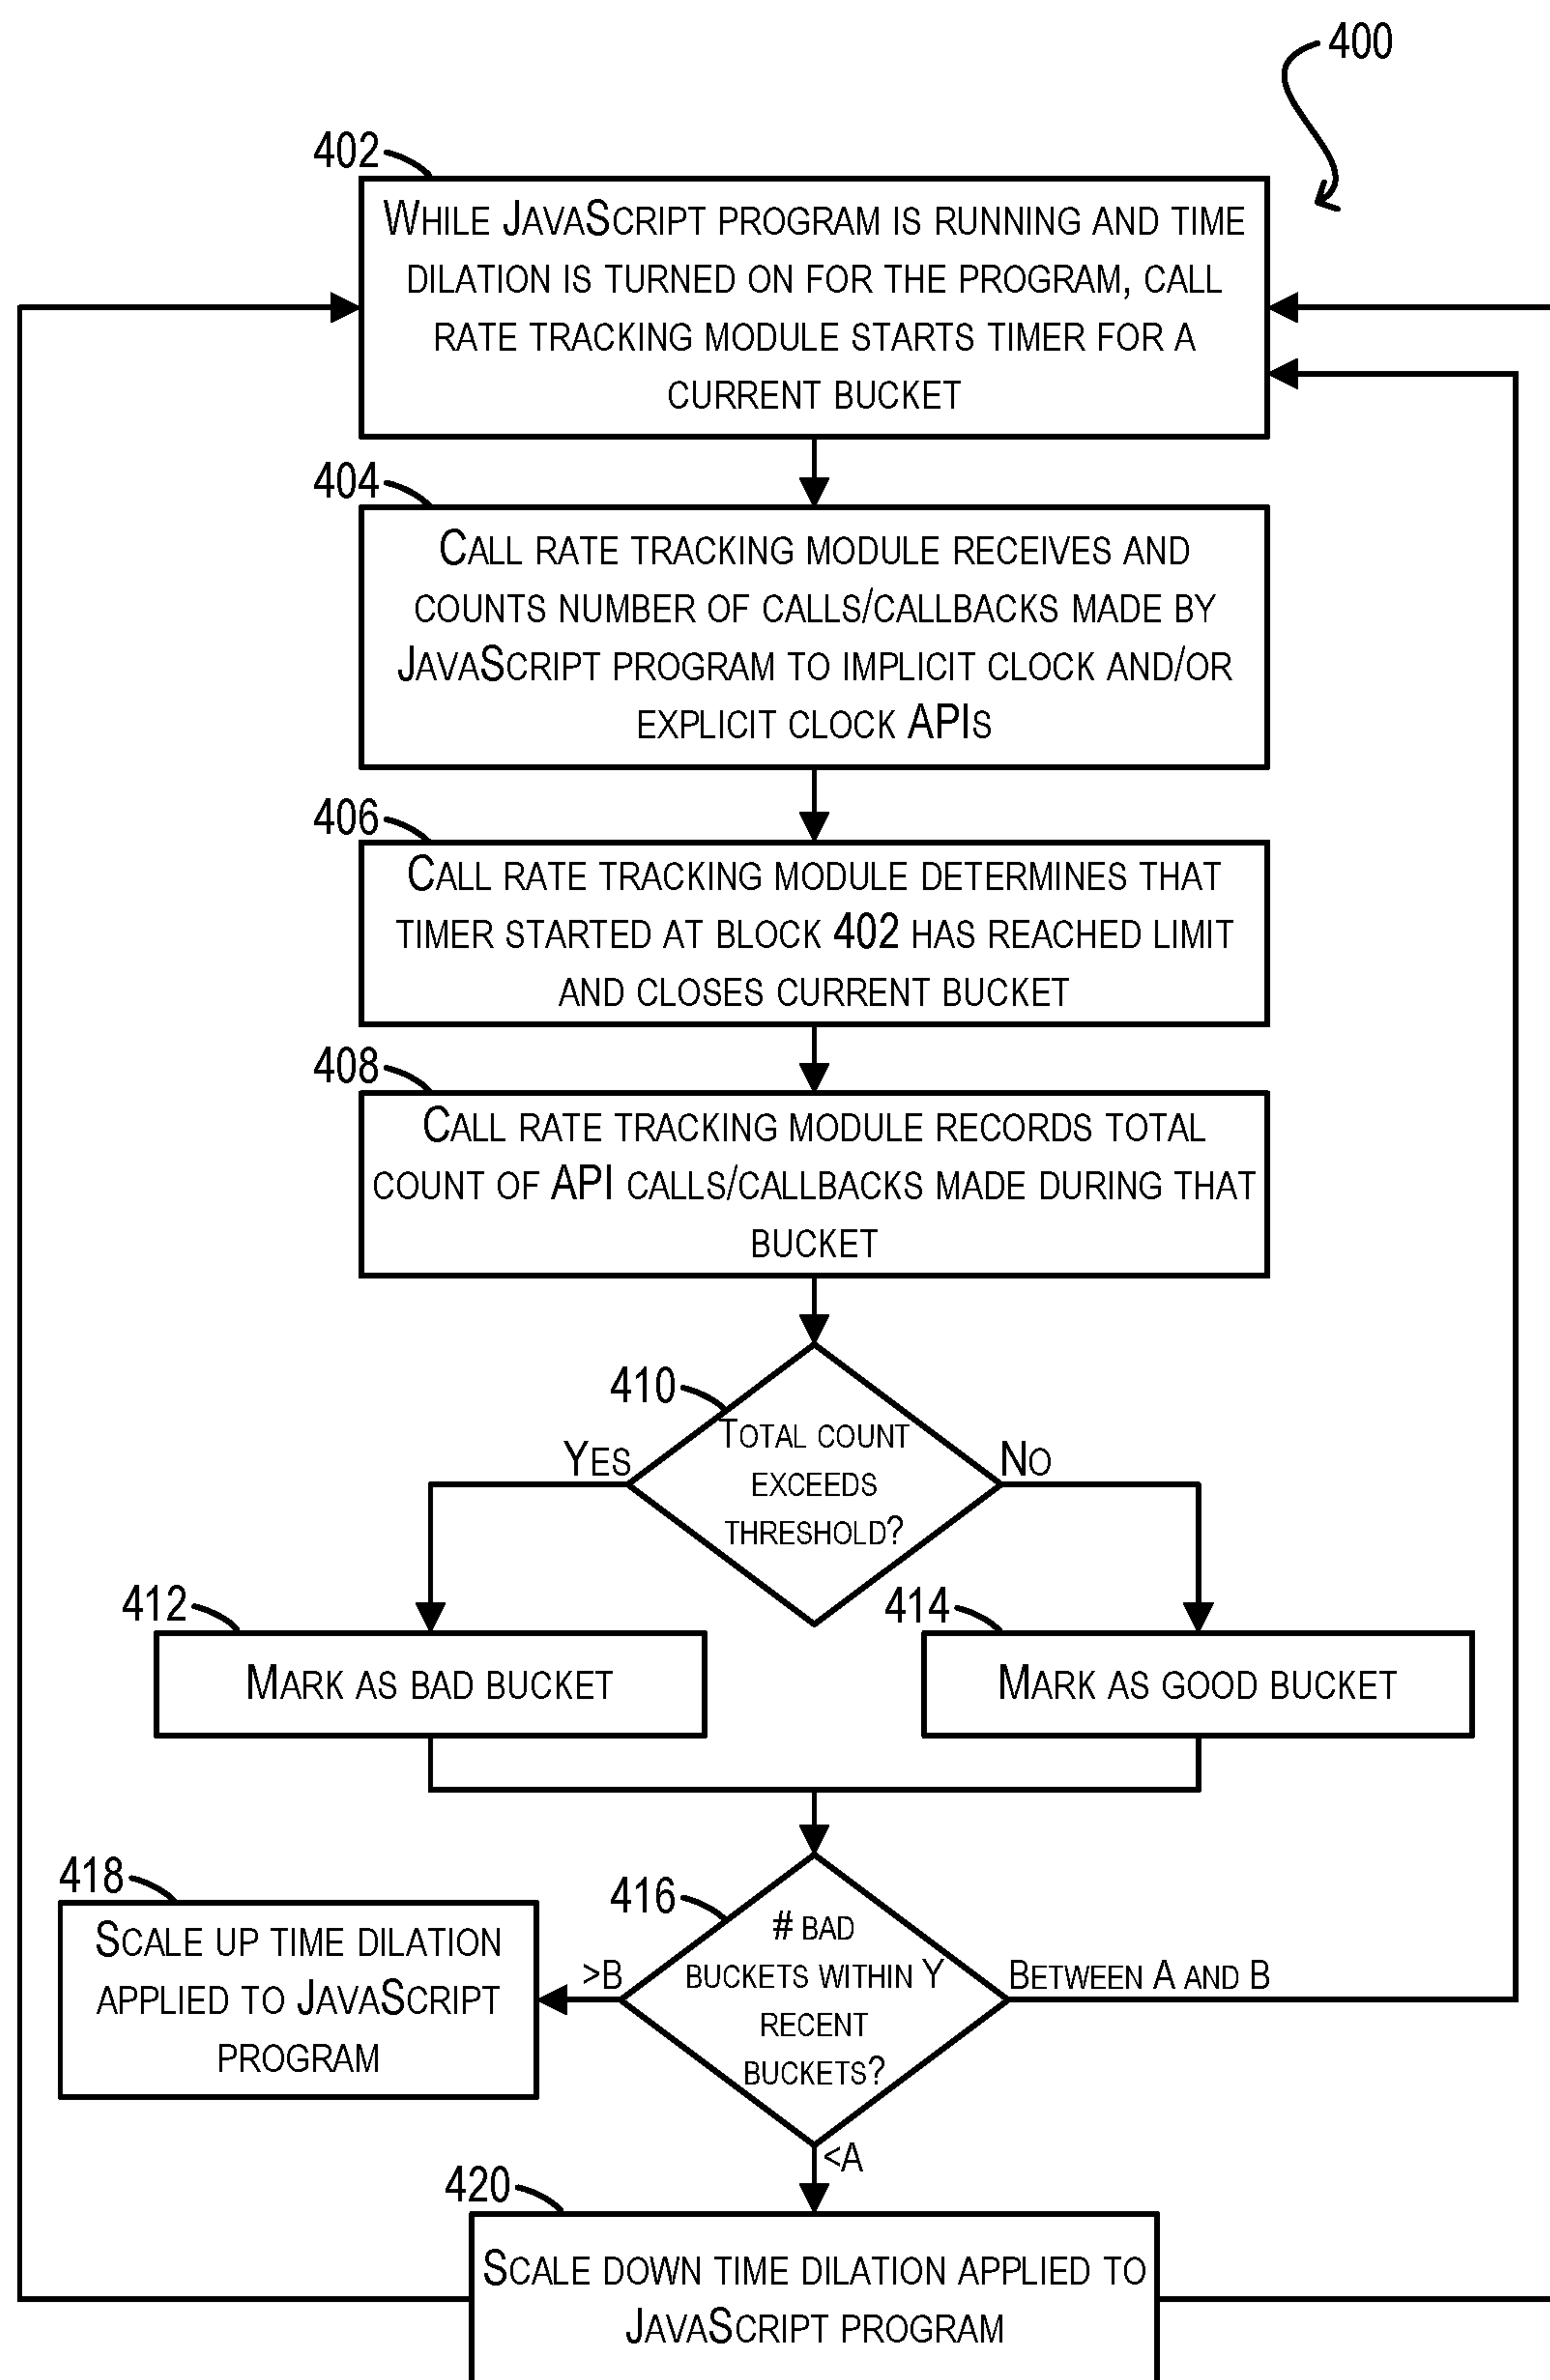 400
402
While JavaScript program is running and time
dilation is turned on for the program, call
rate tracking module starts timer for a
current bucket
404
Call rate tracking module receives and
counts number of calls/callbacks made by
JavaScript program to implicit clock and/or
explicit clock APIs
406
Call rate tracking module determines that
timer started at block 402 has reached limit
and closes current bucket
408
Call rate tracking module records total
count of API calls/callbacks made during that
bucket
410
Total count
exceeds
threshold?
Yes
No
412
Mark as bad bucket
414
Mark as good bucket
416
# bad
buckets within Y
recent
buckets?
>B
Between A and B
<A
418
Scale up time dilation
applied to JavaScript
program
420
Scale down time dilation applied to
JavaScript program